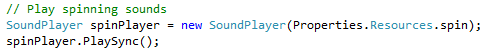 // Play spinning sounds
SoundPlayer spinPlayer = new SoundPlayer(Properties.Resources.spin);
spinPlayer.PlaySync();